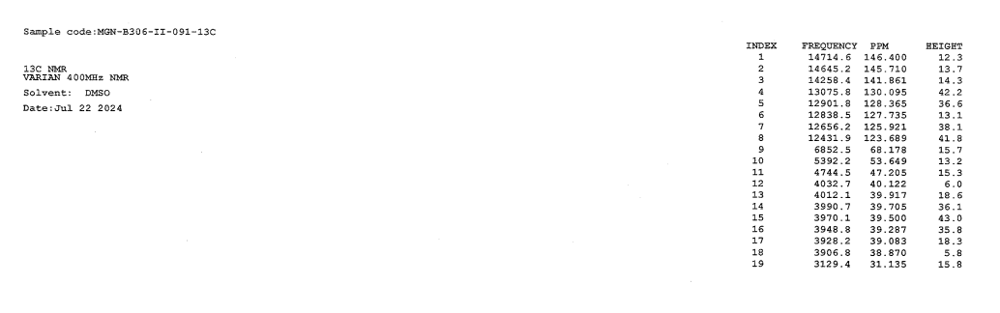 Sample code:MGN-B306-II-091-13C
13C NMR
VARIAN 400MHz NMR
Solvent: DMSO
Date:Jul 22 2024
INDEX FREQUENCY PPM HEIGHT
1 14714.6 146.400 12.3
2 14645.2 145.710 13.7
3 14258.4 141.861 14.3
4 13075.8 130.095 42.2
5 12901.8 128.365 36.6
6 12838.5 127.735 13.1
7 12656.2 125.921 38.1
8 12431.9 123.689 41.8
9 6852.5 68.178 15.7
10 5392.2 53.649 13.2
11 4744.5 47.205 15.3
12 4032.7 40.122 6.0
13 4012.1 39.917 18.6
14 3990.7 39.705 36.1
15 3970.1 39.500 43.0
16 3948.8 39.287 35.8
17 3928.2 39.083 18.3
18 3906.8 38.870 5.8
19 3129.4 31.135 15.8